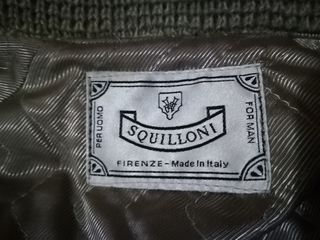 SQUILLONI
PER UOMO
FOR MAN
FIRENZE - Made in Italy